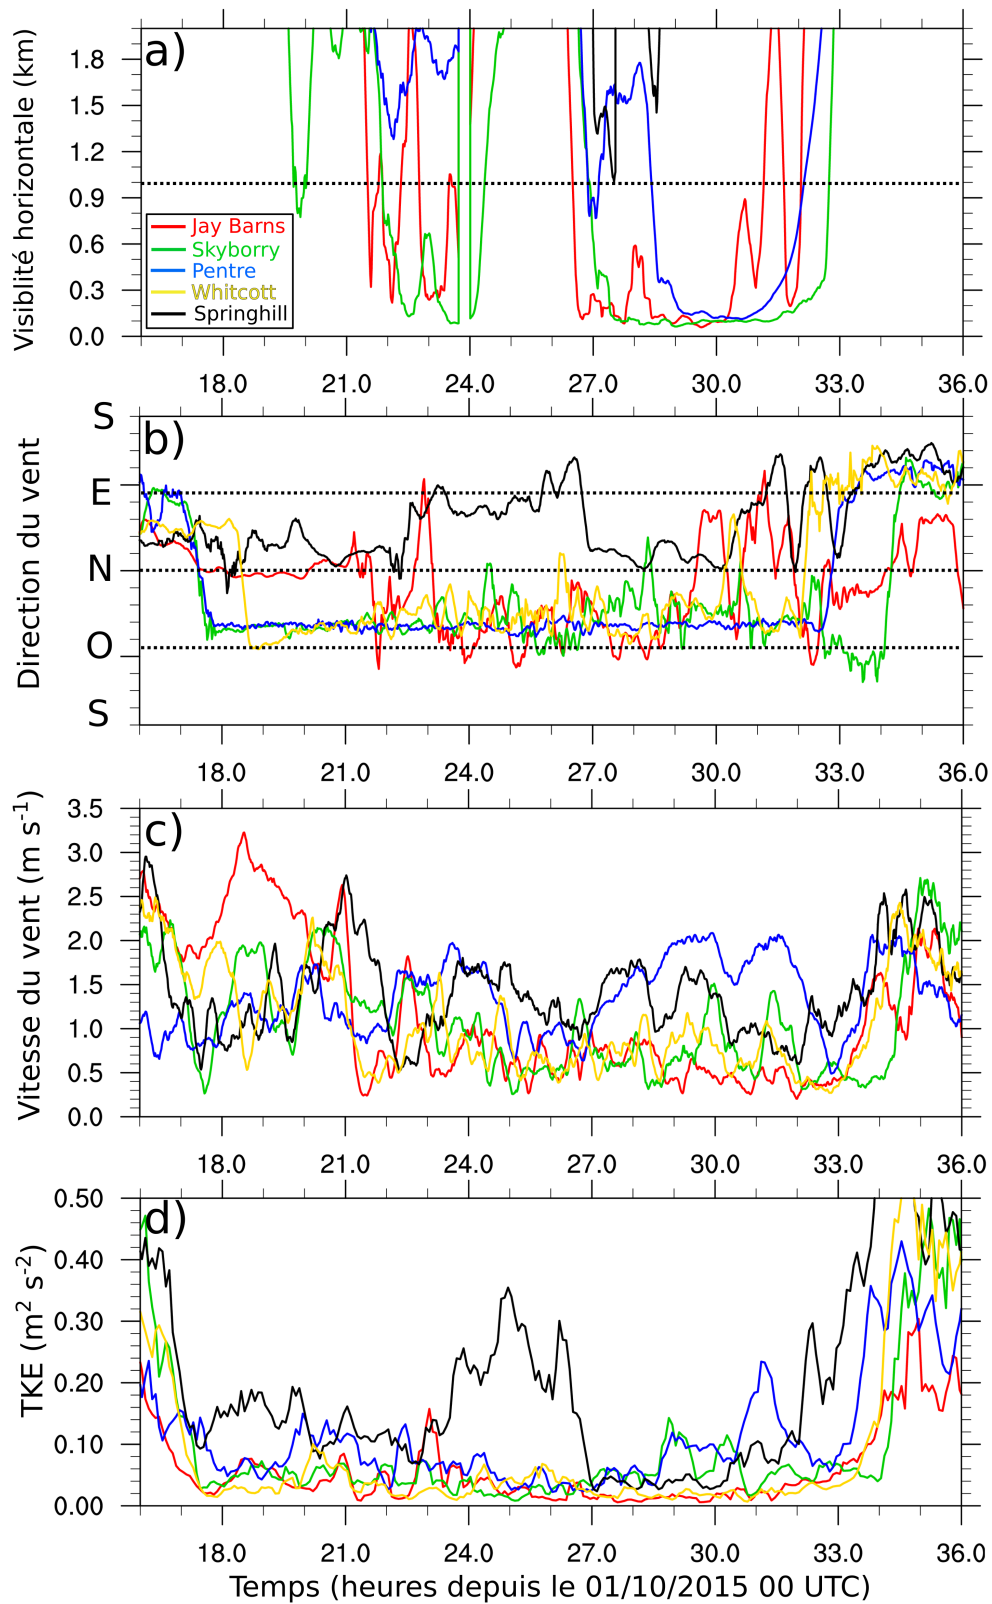 a)
Visiblité horizontale (km)
1.8
1.5
1.2
0.9
0.6
0.3
0.0
Jay Barns
Skyborry
Pentre
Whitcott
Springhill
18.0 21.0 24.0 27.0 30.0 33.0 36.0
b)
Direction du vent
S
E
N
O
S
18.0 21.0 24.0 27.0 30.0 33.0 36.0
c)
Vitesse du vent (m s-1)
3.5
3.0
2.5
2.0
1.5
1.0
0.5
0.0
18.0 21.0 24.0 27.0 30.0 33.0 36.0
d)
TKE (m2 s-2)
0.50
0.40
0.30
0.20
0.10
0.00
18.0 21.0 24.0 27.0 30.0 33.0 36.0
Temps (heures depuis le 01/10/2015 00 UTC)